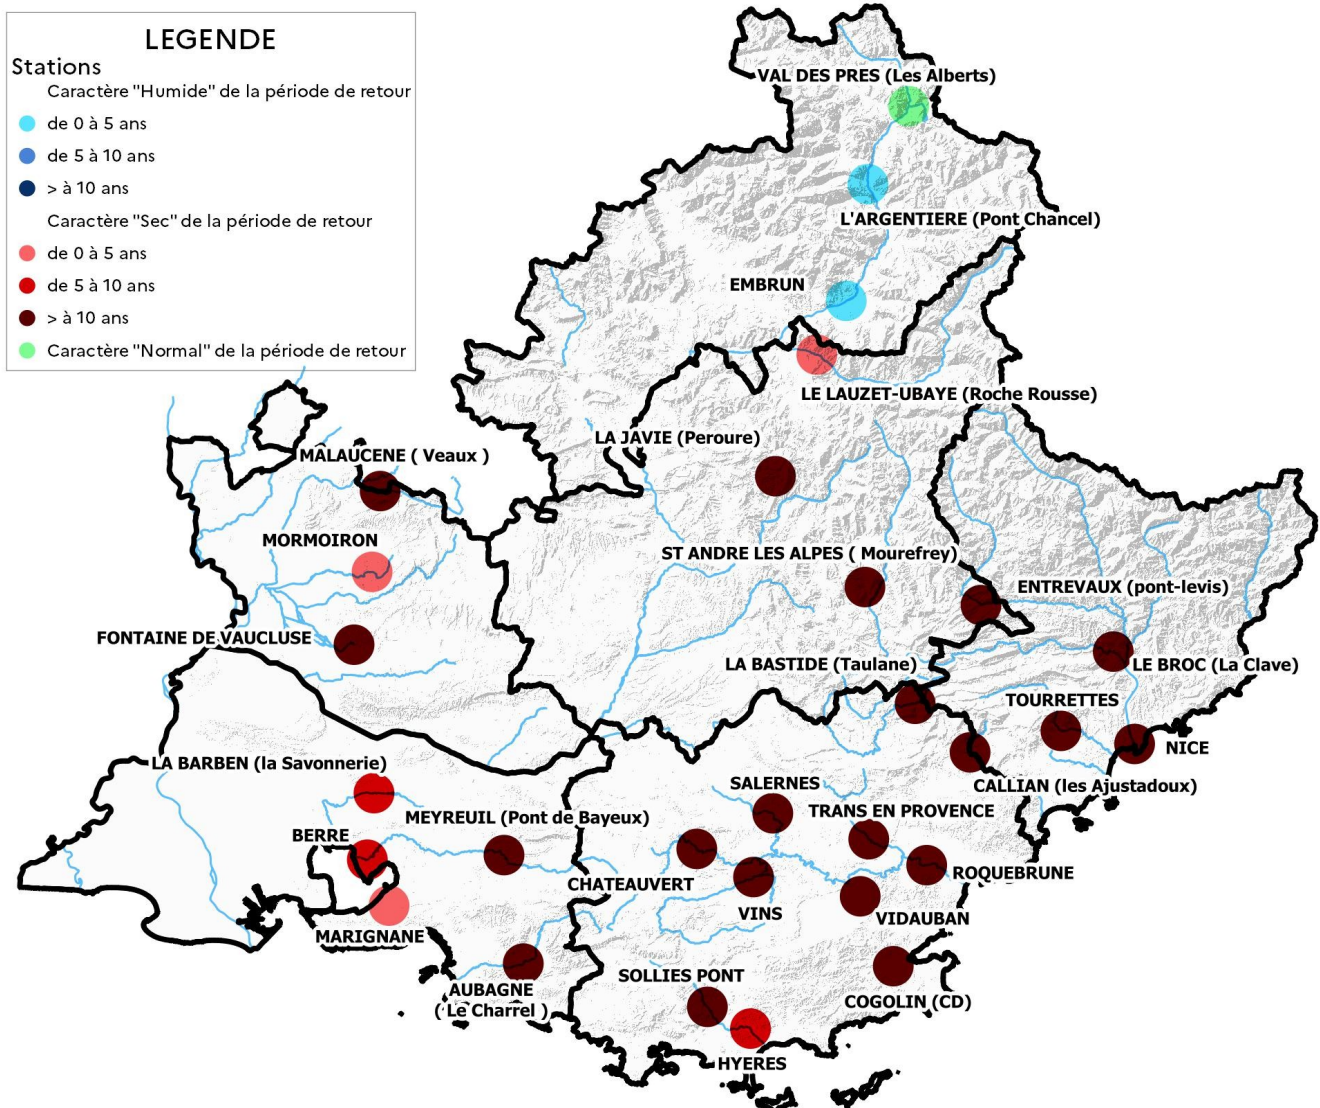 LEGENDE
Stations
Caractère "Humide" de la période de retour
de 0 à 5 ans
de 5 à 10 ans
> à 10 ans
Caractère "Sec" de la période de retour
de 0 à 5 ans
de 5 à 10 ans
> à 10 ans
Caractère "Normal" de la période de retour
VAL DES PRES (Les Alberts)
L'ARGENTIERE (Pont Chancel)
EMBRUN
LE LAUZET-UBAYE (Roche Rousse)
LA JAVIE (Peroure)
MALAUCENE ( Veaux )
MORMOIRON
ST ANDRE LES ALPES ( Mourefrey)
ENTREVAUX (pont-levis)
FONTAINE DE VAUCLUSE
LA BASTIDE (Taulane)
LE BROC (La Clave)
TOURRETTES
NICE
LA BARBEN (la Savonnerie)
SALERNES
CALLIAN (les Ajustadoux)
MEYREUIL (Pont de Bayeux)
TRANS EN PROVENCE
BERRE
ROQUEBRUNE
CHATEAUVERT
VINS
VIDAUBAN
MARIGNANE
SOLLIES PONT
AUBAGNE
( Le Charrel )
COGOLIN (CD)
HYERES